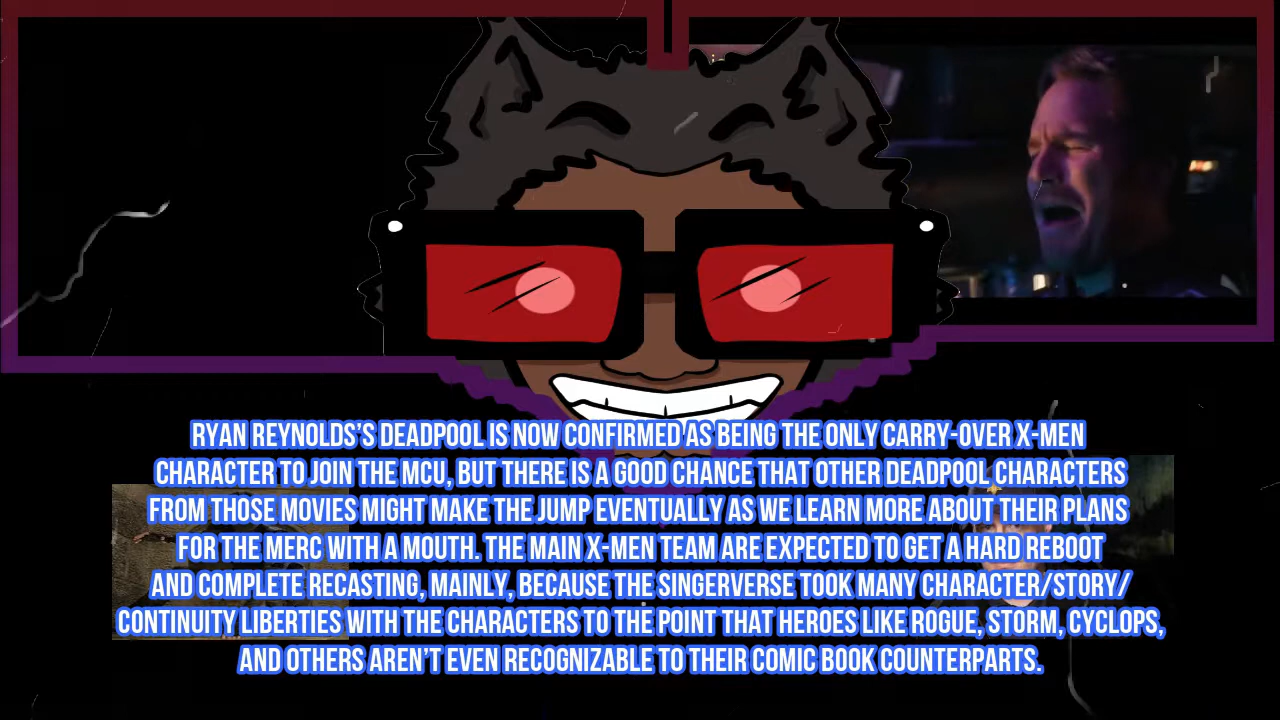 RYAN REYNOLDS'S DEADPOOL IS NOW CONFIRMED AS BEING THE ONLY CARRY-OVER X-MEN
CHARACTER TO JOIN THE MCU, BUT THERE IS A GOOD CHANCE THAT OTHER DEADPOOL CHARACTERS
FROM THOSE MOVIES MIGHT MAKE THE JUMP EVENTUALLY AS WE LEARN MORE ABOUT THEIR PLANS
FOR THE MERC WITH A MOUTH. THE MAIN X-MEN TEAM ARE EXPECTED TO GET A HARD REBOOT
AND COMPLETE RECASTING, MAINLY, BECAUSE THE SINGERVERSE TOOK MANY CHARACTER/STORY/
CONTINUITY LIBERTIES WITH THE CHARACTERS TO THE POINT THAT HEROES LIKE ROGUE, STORM, CYCLOPS,
AND OTHERS AREN'T EVEN RECOGNIZABLE TO THEIR COMIC BOOK COUNTERPARTS.